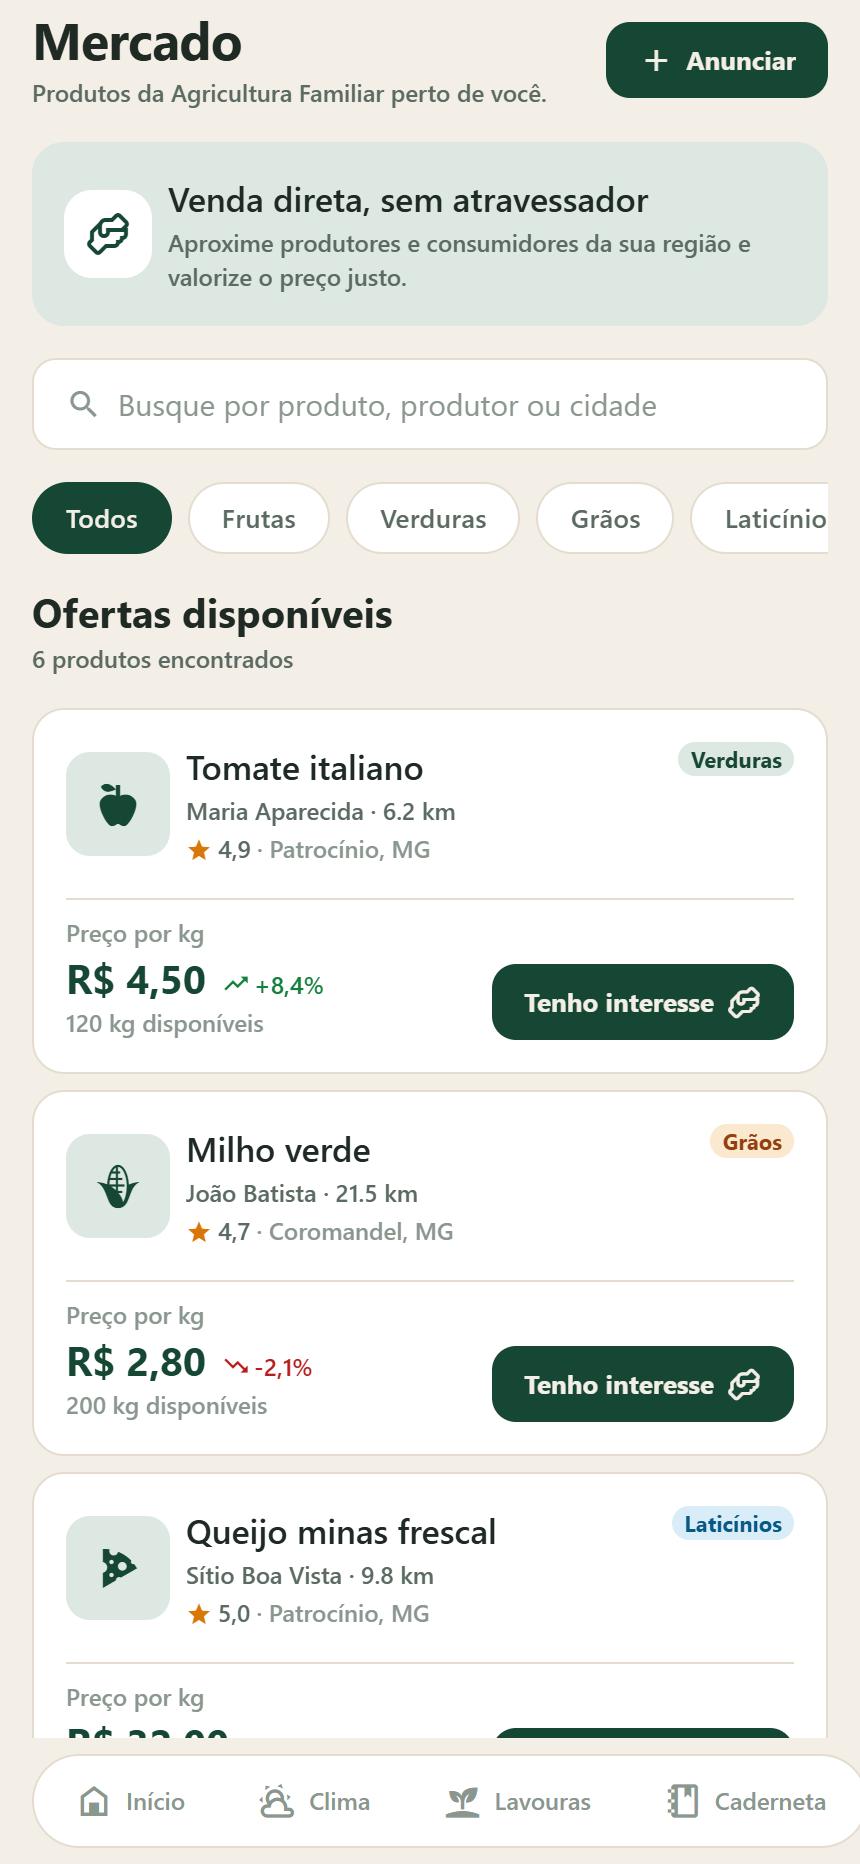 Mercado
Anunciar
Produtos da Agricultura Familiar perto de você.
Venda direta, sem atravessador
Aproxime produtores e consumidores da sua região e
valorize o preço justo.
Busque por produto, produtor ou cidade
Todos Frutas Verduras Grãos Laticínio
Ofertas disponíveis
6 produtos encontrados
Tomate italiano
Verduras
Maria Aparecida · 6.2 km
4,9 · Patrocínio, MG
Preço por kg
R$ 4,50 +8,4%
120 kg disponíveis
Tenho interesse
Milho verde
Grãos
João Batista · 21.5 km
4,7 · Coromandel, MG
Preço por kg
R$ 2,80 -2,1%
200 kg disponíveis
Tenho interesse
Queijo minas frescal
Laticínios
Sítio Boa Vista · 9.8 km
5,0 · Patrocínio, MG
Preço por kg
Início Clima Lavouras Caderneta